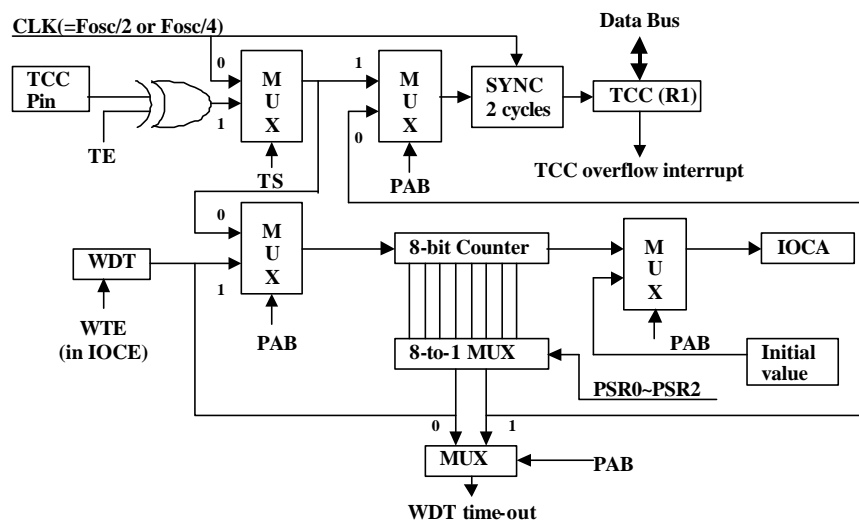 CLK(=Fosc/2 or Fosc/4)
Data Bus
0
1
TCC
Pin
M
U
X
M
U
X
SYNC
2 cycles
TCC (R1)
1
0
TE
TS
PAB
TCC overflow interrupt
0
M
U
X
8-bit Counter
M
U
X
IOCA
WDT
1
WTE
(in IOCE)
PAB
8-to-1 MUX
PAB
Initial
value
PSR0~PSR2
0
1
MUX
PAB
WDT time-out